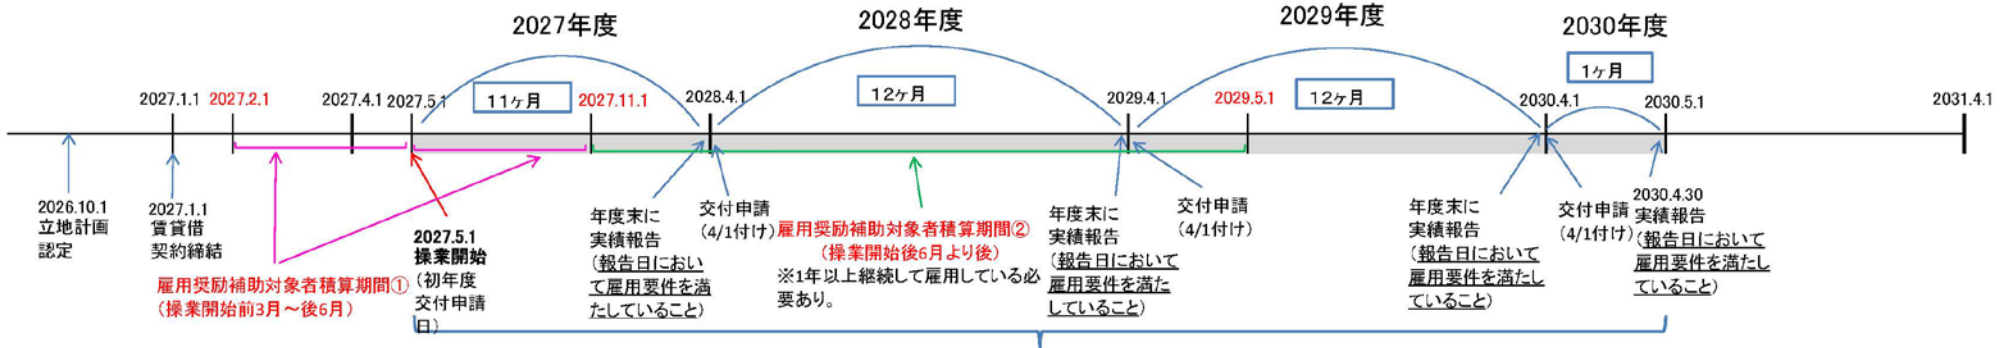 2027年度
2028年度
2029年度
2030年度
11ヶ月
12ヶ月
12ヶ月
1ヶ月
2027.1.1
2027.2.1
2027.4.1
2027.5.1
2027.11.1
2028.4.1
2029.4.1
2029.5.1
2030.4.1
2030.5.1
2031.4.1
2026.10.1
立地計画
認定
2027.1.1
賃貸借
契約締結
雇用奨励補助対象者積算期間①
(操業開始前3月～後6月)
2027.5.1
操業開始
(初年度
交付申請
日)
年度末に
実績報告
(報告日におい
て雇用要件を満
たしていること)
交付申請
(4/1付け)
雇用奨励補助対象者積算期間②
(操業開始後6月より後)
※1年以上継続して雇用している必
要あり。
年度末に
実績報告
(報告日において
雇用要件を満た
していること)
交付申請
(4/1付け)
年度末に
実績報告
(報告日において
雇用要件を満たし
ていること)
交付申請
(4/1付け)
2030.4.30
実績報告
(報告日において
雇用要件を満たし
ていること)